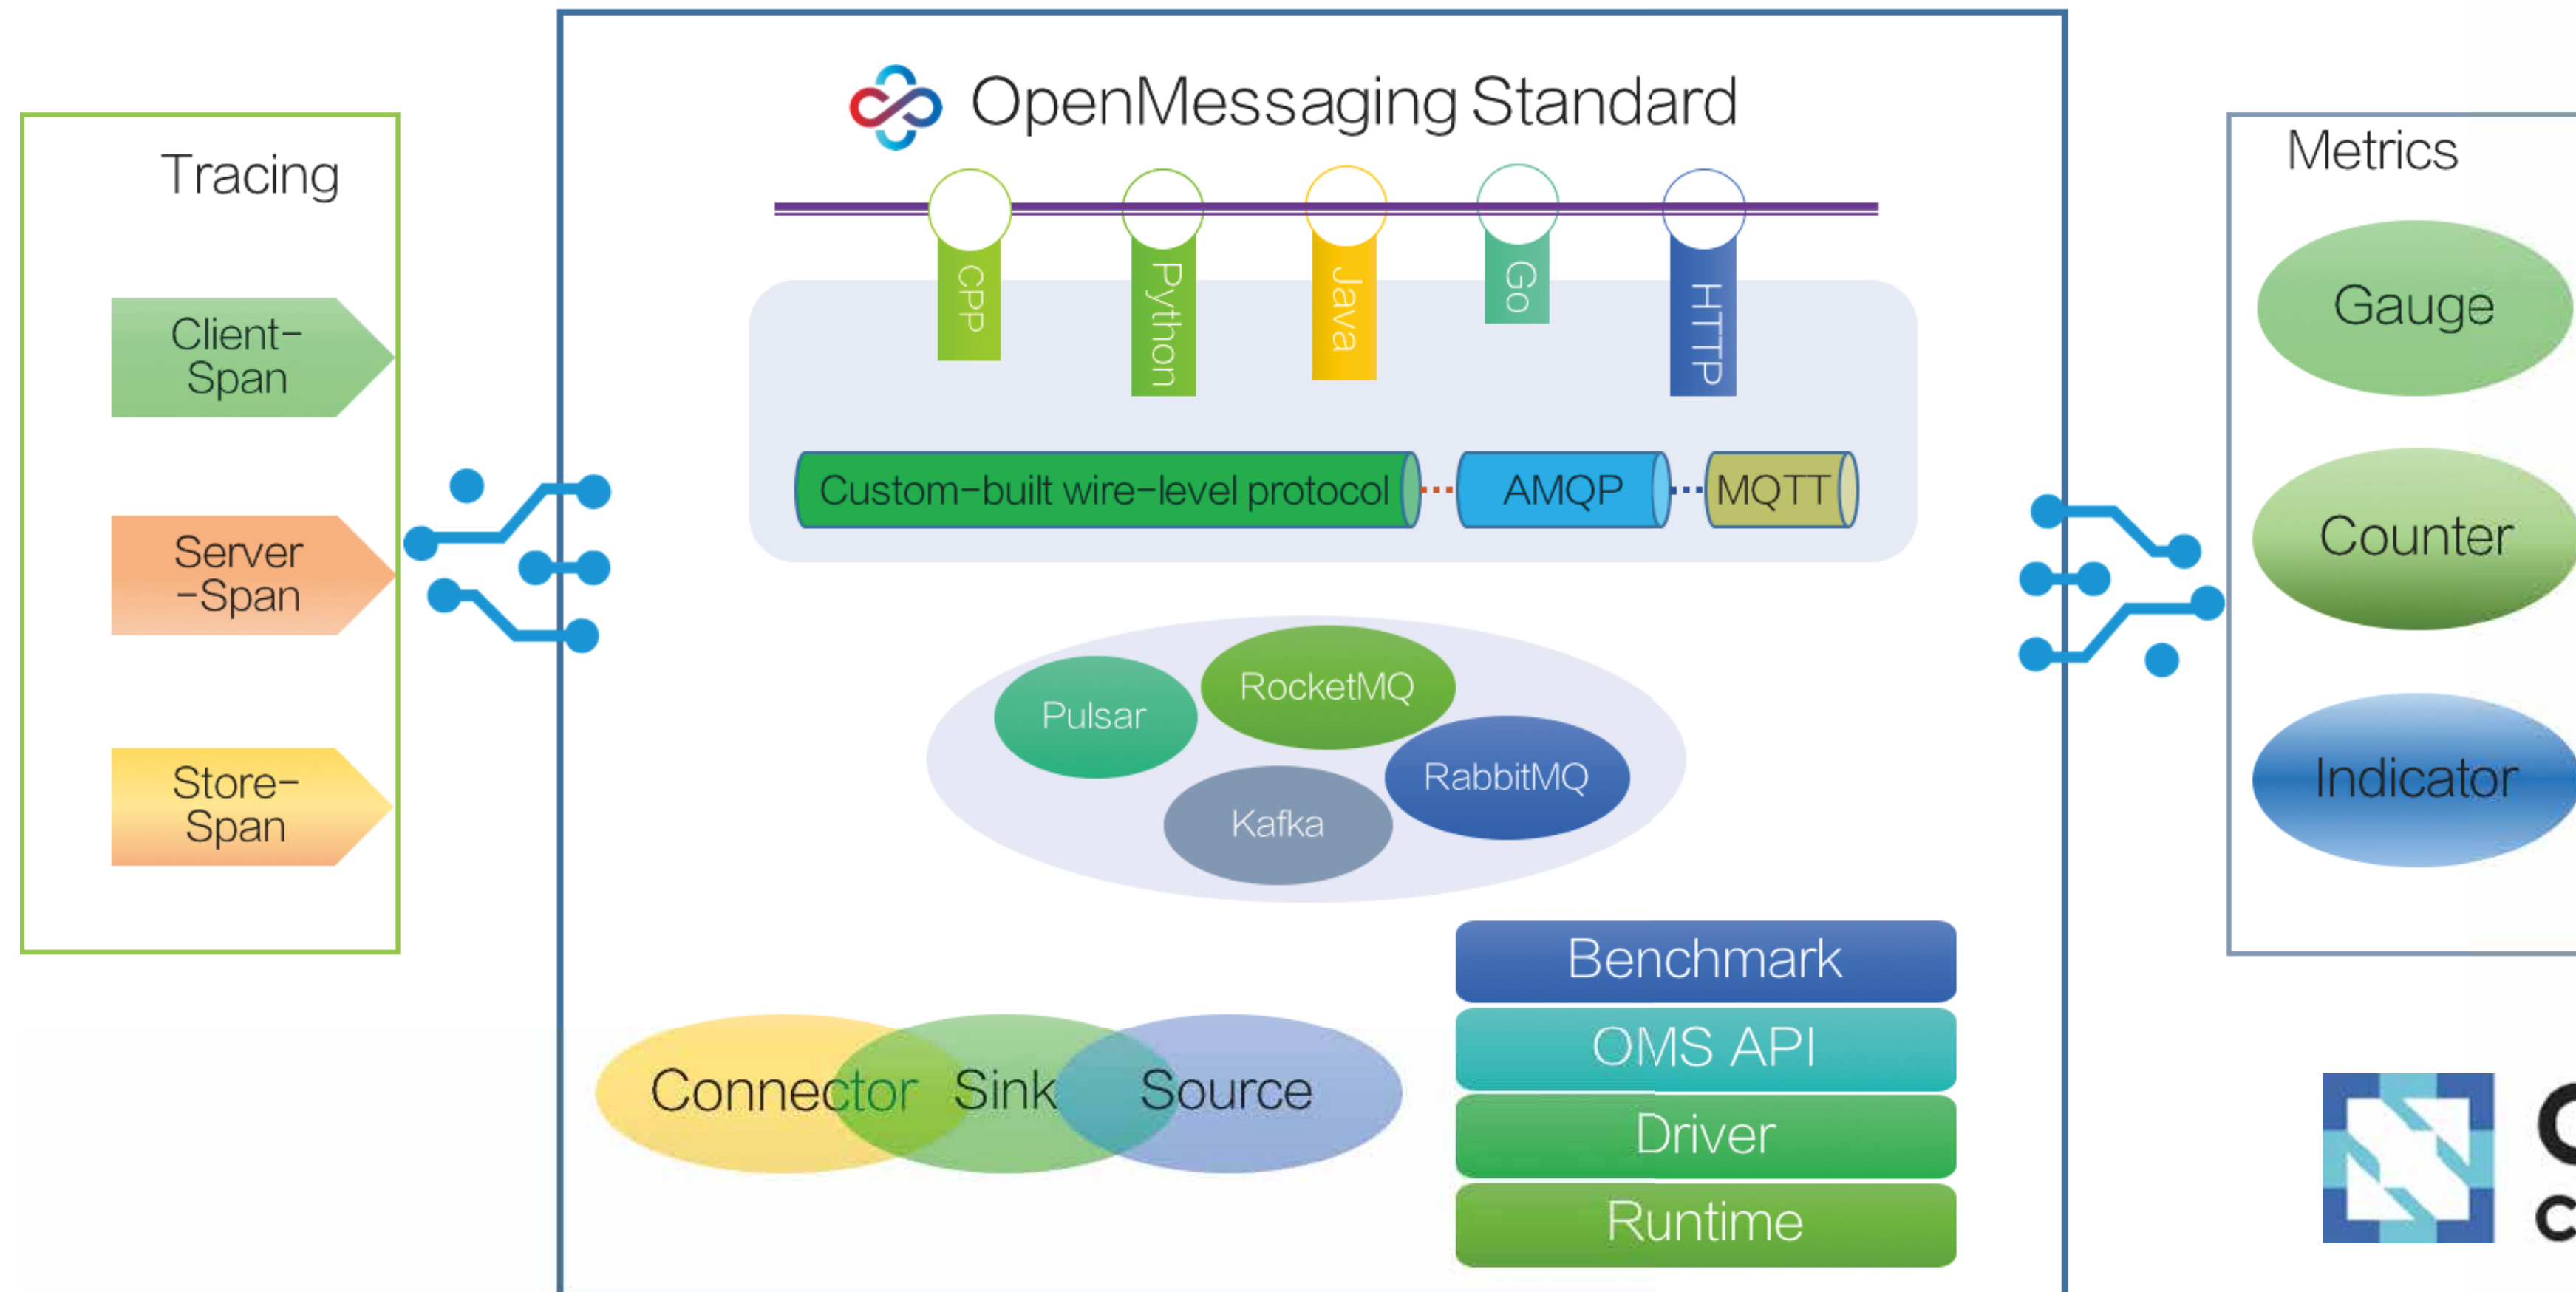 OpenMessaging Standard
Tracing
Client-
Span
Server
-Span
Store-
Span
CPP
Python
Java
Go
HTTP
Custom-built wire-level protocol
AMQP
MQTT
Pulsar
RocketMQ
RabbitMQ
Kafka
Connector
Sink
Source
Benchmark
OMS API
Driver
Runtime
Metrics
Gauge
Counter
Indicator